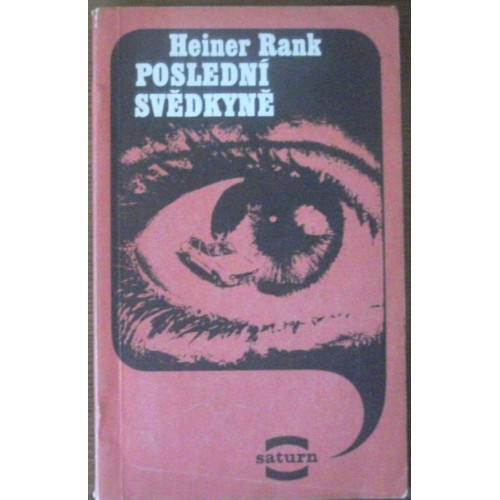 Heiner Rank
POSLEDNÍ
SVĚDKYNĚ
saturn